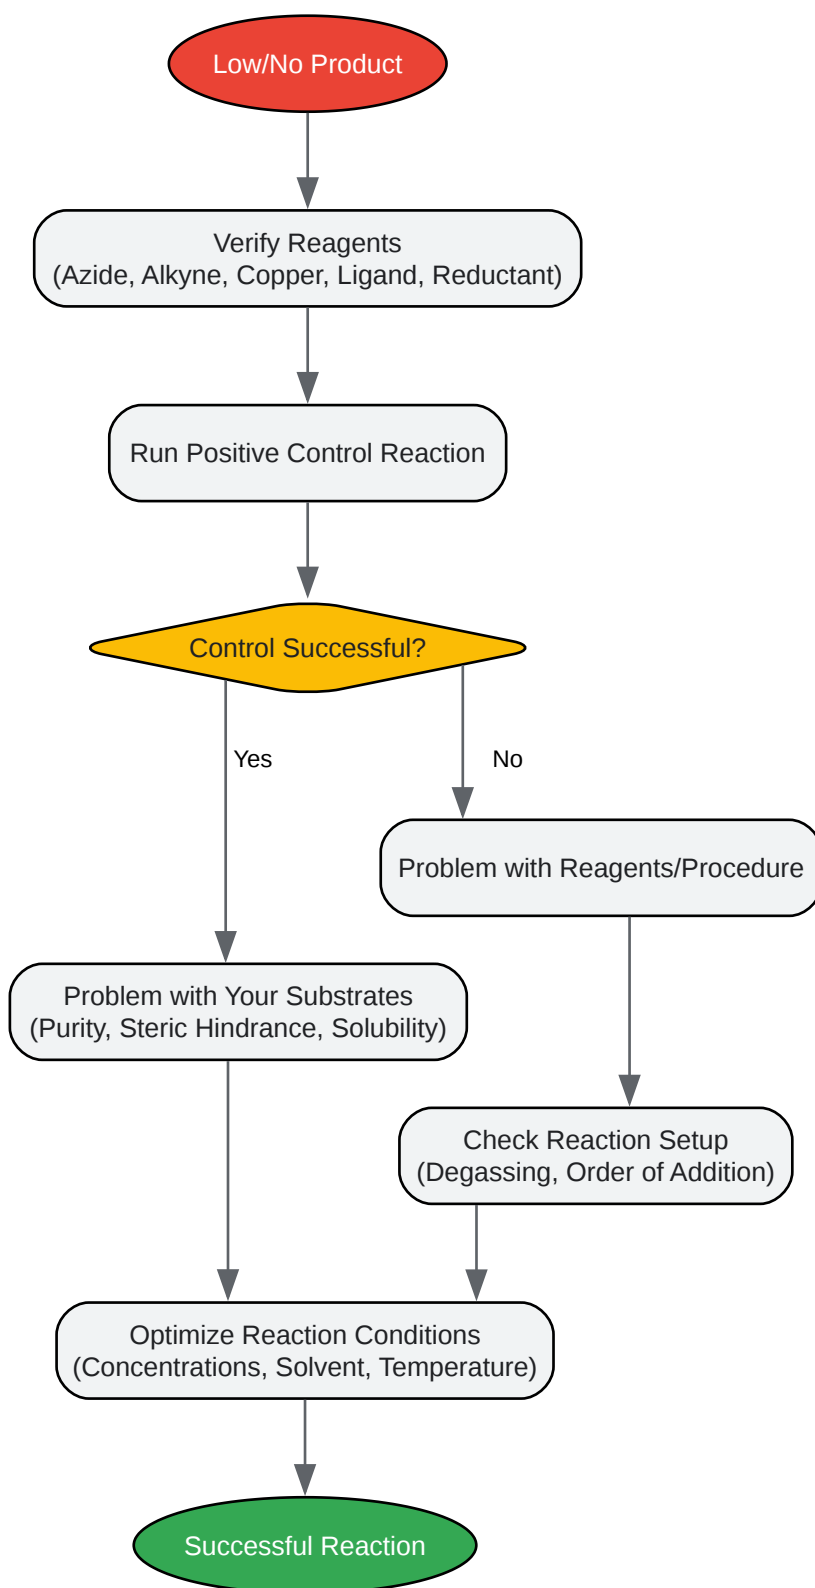 Low/No Product
Verify Reagents
(Azide, Alkyne, Copper, Ligand, Reductant)
Run Positive Control Reaction
Control Successful?
Yes
No
Problem with Reagents/Procedure
Problem with Your Substrates
(Purity, Steric Hindrance, Solubility)
Check Reaction Setup
(Degassing, Order of Addition)
Optimize Reaction Conditions
(Concentrations, Solvent, Temperature)
Successful Reaction